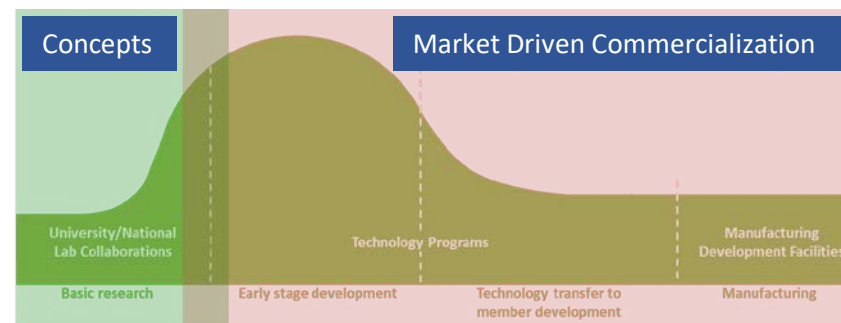 Concepts
Market Driven Commercialization
University/National
Lab Collaborations
Technology Programs
Manufacturing
Development Facilities
Basic research
Early stage development
Technology transfer to
member development
Manufacturing